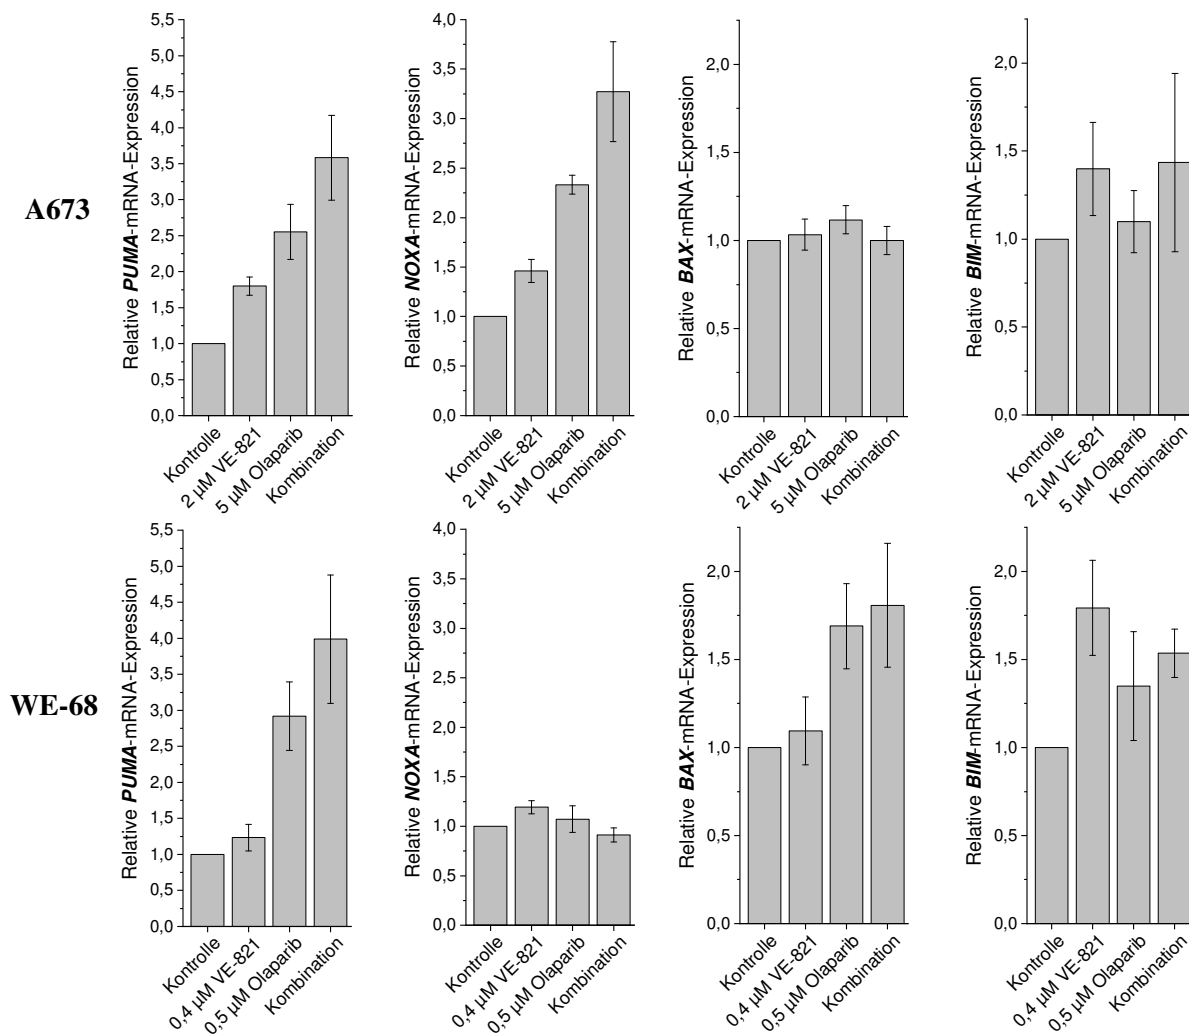 A673
Relative PUMA-mRNA-Expression
5,5
5,0
4,5
4,0
3,5
3,0
2,5
2,0
1,5
1,0
0,5
0,0
Kontrolle
2 µM VE-821
5 µM Olaparib
Kombination
Relative NOXA-mRNA-Expression
4,0
3,5
3,0
2,5
2,0
1,5
1,0
0,5
0,0
Kontrolle
2 µM VE-821
5 µM Olaparib
Kombination
Relative BAX-mRNA-Expression
2,0
1,5
1,0
0,5
0,0
Kontrolle
2 µM VE-821
5 µM Olaparib
Kombination
Relative BIM-mRNA-Expression
2,0
1,5
1,0
0,5
0,0
Kontrolle
2 µM VE-821
5 µM Olaparib
Kombination
WE-68
Relative PUMA-mRNA-Expression
5,5
5,0
4,5
4,0
3,5
3,0
2,5
2,0
1,5
1,0
0,5
0,0
Kontrolle
0,4 µM VE-821
0,5 µM Olaparib
Kombination
Relative NOXA-mRNA-Expression
4,0
3,5
3,0
2,5
2,0
1,5
1,0
0,5
0,0
Kontrolle
0,4 µM VE-821
0,5 µM Olaparib
Kombination
Relative BAX-mRNA-Expression
2,0
1,5
1,0
0,5
0,0
Kontrolle
0,4 µM VE-821
0,5 µM Olaparib
Kombination
Relative BIM-mRNA-Expression
2,0
1,5
1,0
0,5
0,0
Kontrolle
0,4 µM VE-821
0,5 µM Olaparib
Kombination